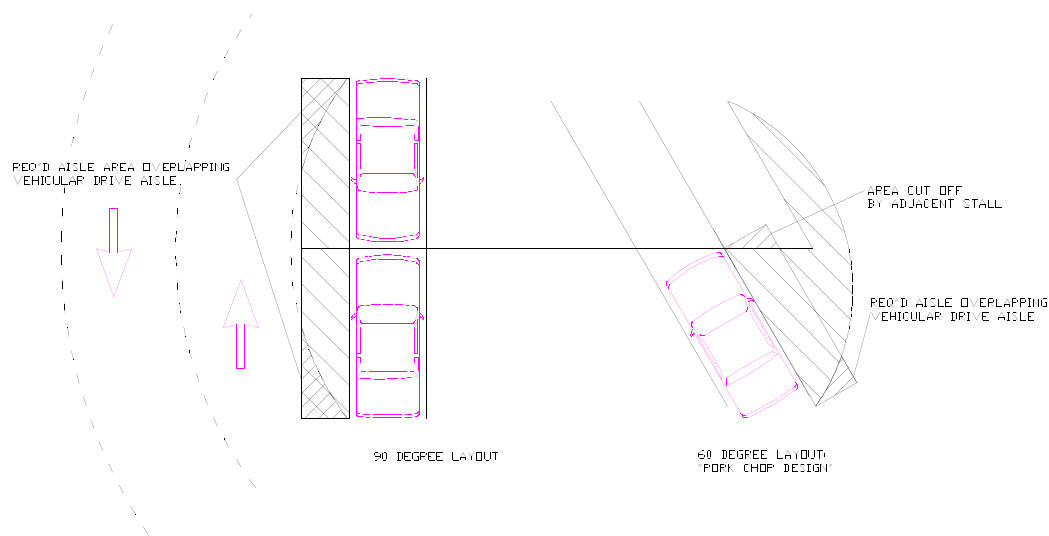 REQ'D AISLE AREA OVERLAPPING
VEHICULAR DRIVE AISLE
AREA CUT OFF
BY ADJACENT STALL
REQ'D AISLE OVERLAPPING
VEHICULAR DRIVE AISLE
90 DEGREE LAYOUT
60 DEGREE LAYOUT:
"PORK CHOP DESIGN"